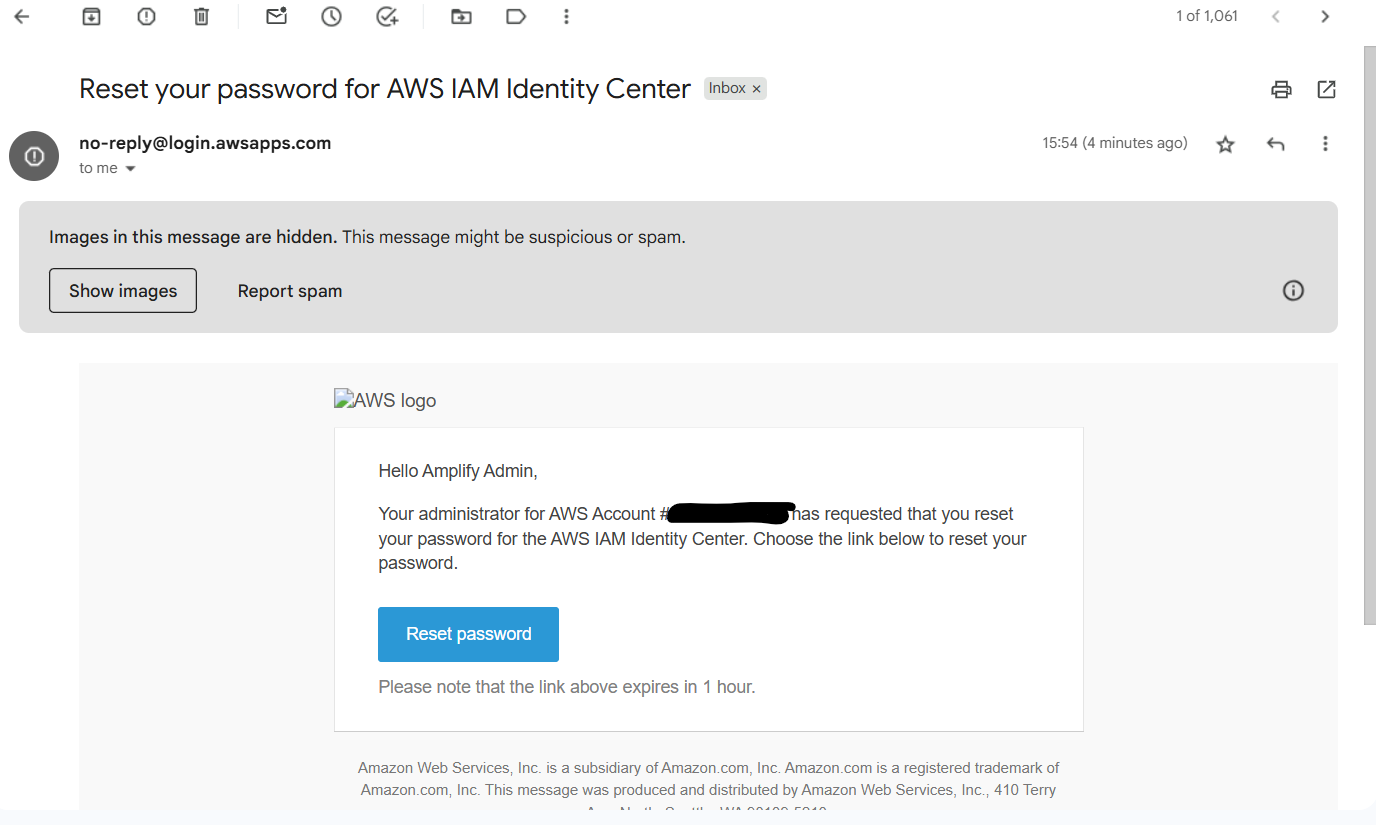 1 of 1,061
Reset your password for AWS IAM Identity Center Inbox ×
no-reply@login.awsapps.com 15:54 (4 minutes ago)
to me
Images in this message are hidden. This message might be suspicious or spam.
Show images Report spam
AWS logo
Hello Amplify Admin,
Your administrator for AWS Account # has requested that you reset
your password for the AWS IAM Identity Center. Choose the link below to reset your
password.
Reset password
Please note that the link above expires in 1 hour.
Amazon Web Services, Inc. is a subsidiary of Amazon.com, Inc. Amazon.com is a registered trademark of
Amazon.com, Inc. This message was produced and distributed by Amazon Web Services, Inc., 410 Terry